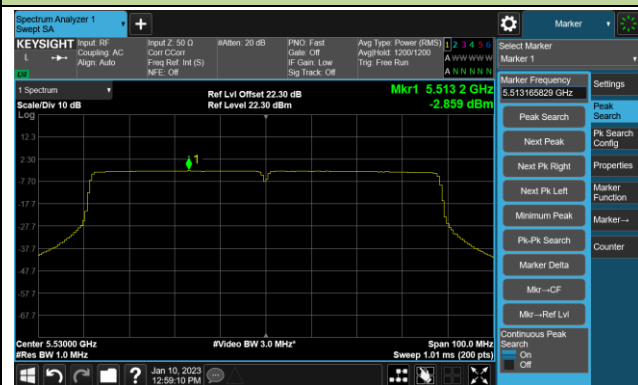 Spectrum Analyzer 1
Swept SA
+
Marker
KEYSIGHT
L
Input: RF
Coupling: AC
Align: Auto
Input Z: 50 Ω
Corr CCorr
Freq Ref: Int (S)
NFE: Off
#Atten: 20 dB
PNO: Fast
Gate: Off
IF Gain: Low
Sig Track: Off
Avg Type: Power (RMS)
Avg|Hold: 1200/1200
Trig: Free Run
1 2 3 4 5 6
A W W W W W
A N N N N N
Select Marker
Marker 1
1 Spectrum
Scale/Div 10 dB
Log
Ref Lvl Offset 22.30 dB
Ref Level 22.30 dBm
Mkr1 5.513 2 GHz
-2.859 dBm
12.3
2.30
-7.70
-17.7
-27.7
-37.7
-47.7
-57.7
-67.7
1
Center 5.53000 GHz
#Res BW 1.0 MHz
#Video BW 3.0 MHz*
Span 100.0 MHz
Sweep 1.01 ms (200 pts)
Marker Frequency
5.513165829 GHz
Peak Search
Next Peak
Next Pk Right
Next Pk Left
Minimum Peak
Pk-Pk Search
Marker Delta
Mkr→CF
Mkr→Ref Lvl
Continuous Peak
Search
On
Off
Settings
Peak
Search
Pk Search
Config
Properties
Marker
Function
Marker→
Counter
?
Jan 10, 2023
12:59:10 PM